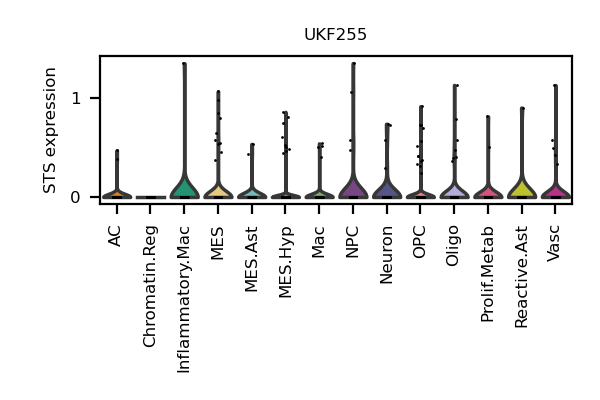 UKF255
STS expression
1
0
AC
Chromatin.Reg
Inflammatory.Mac
MES
MES.Ast
MES.Hyp
Mac
NPC
Neuron
OPC
Oligo
Prolif.Metab
Reactive.Ast
Vasc